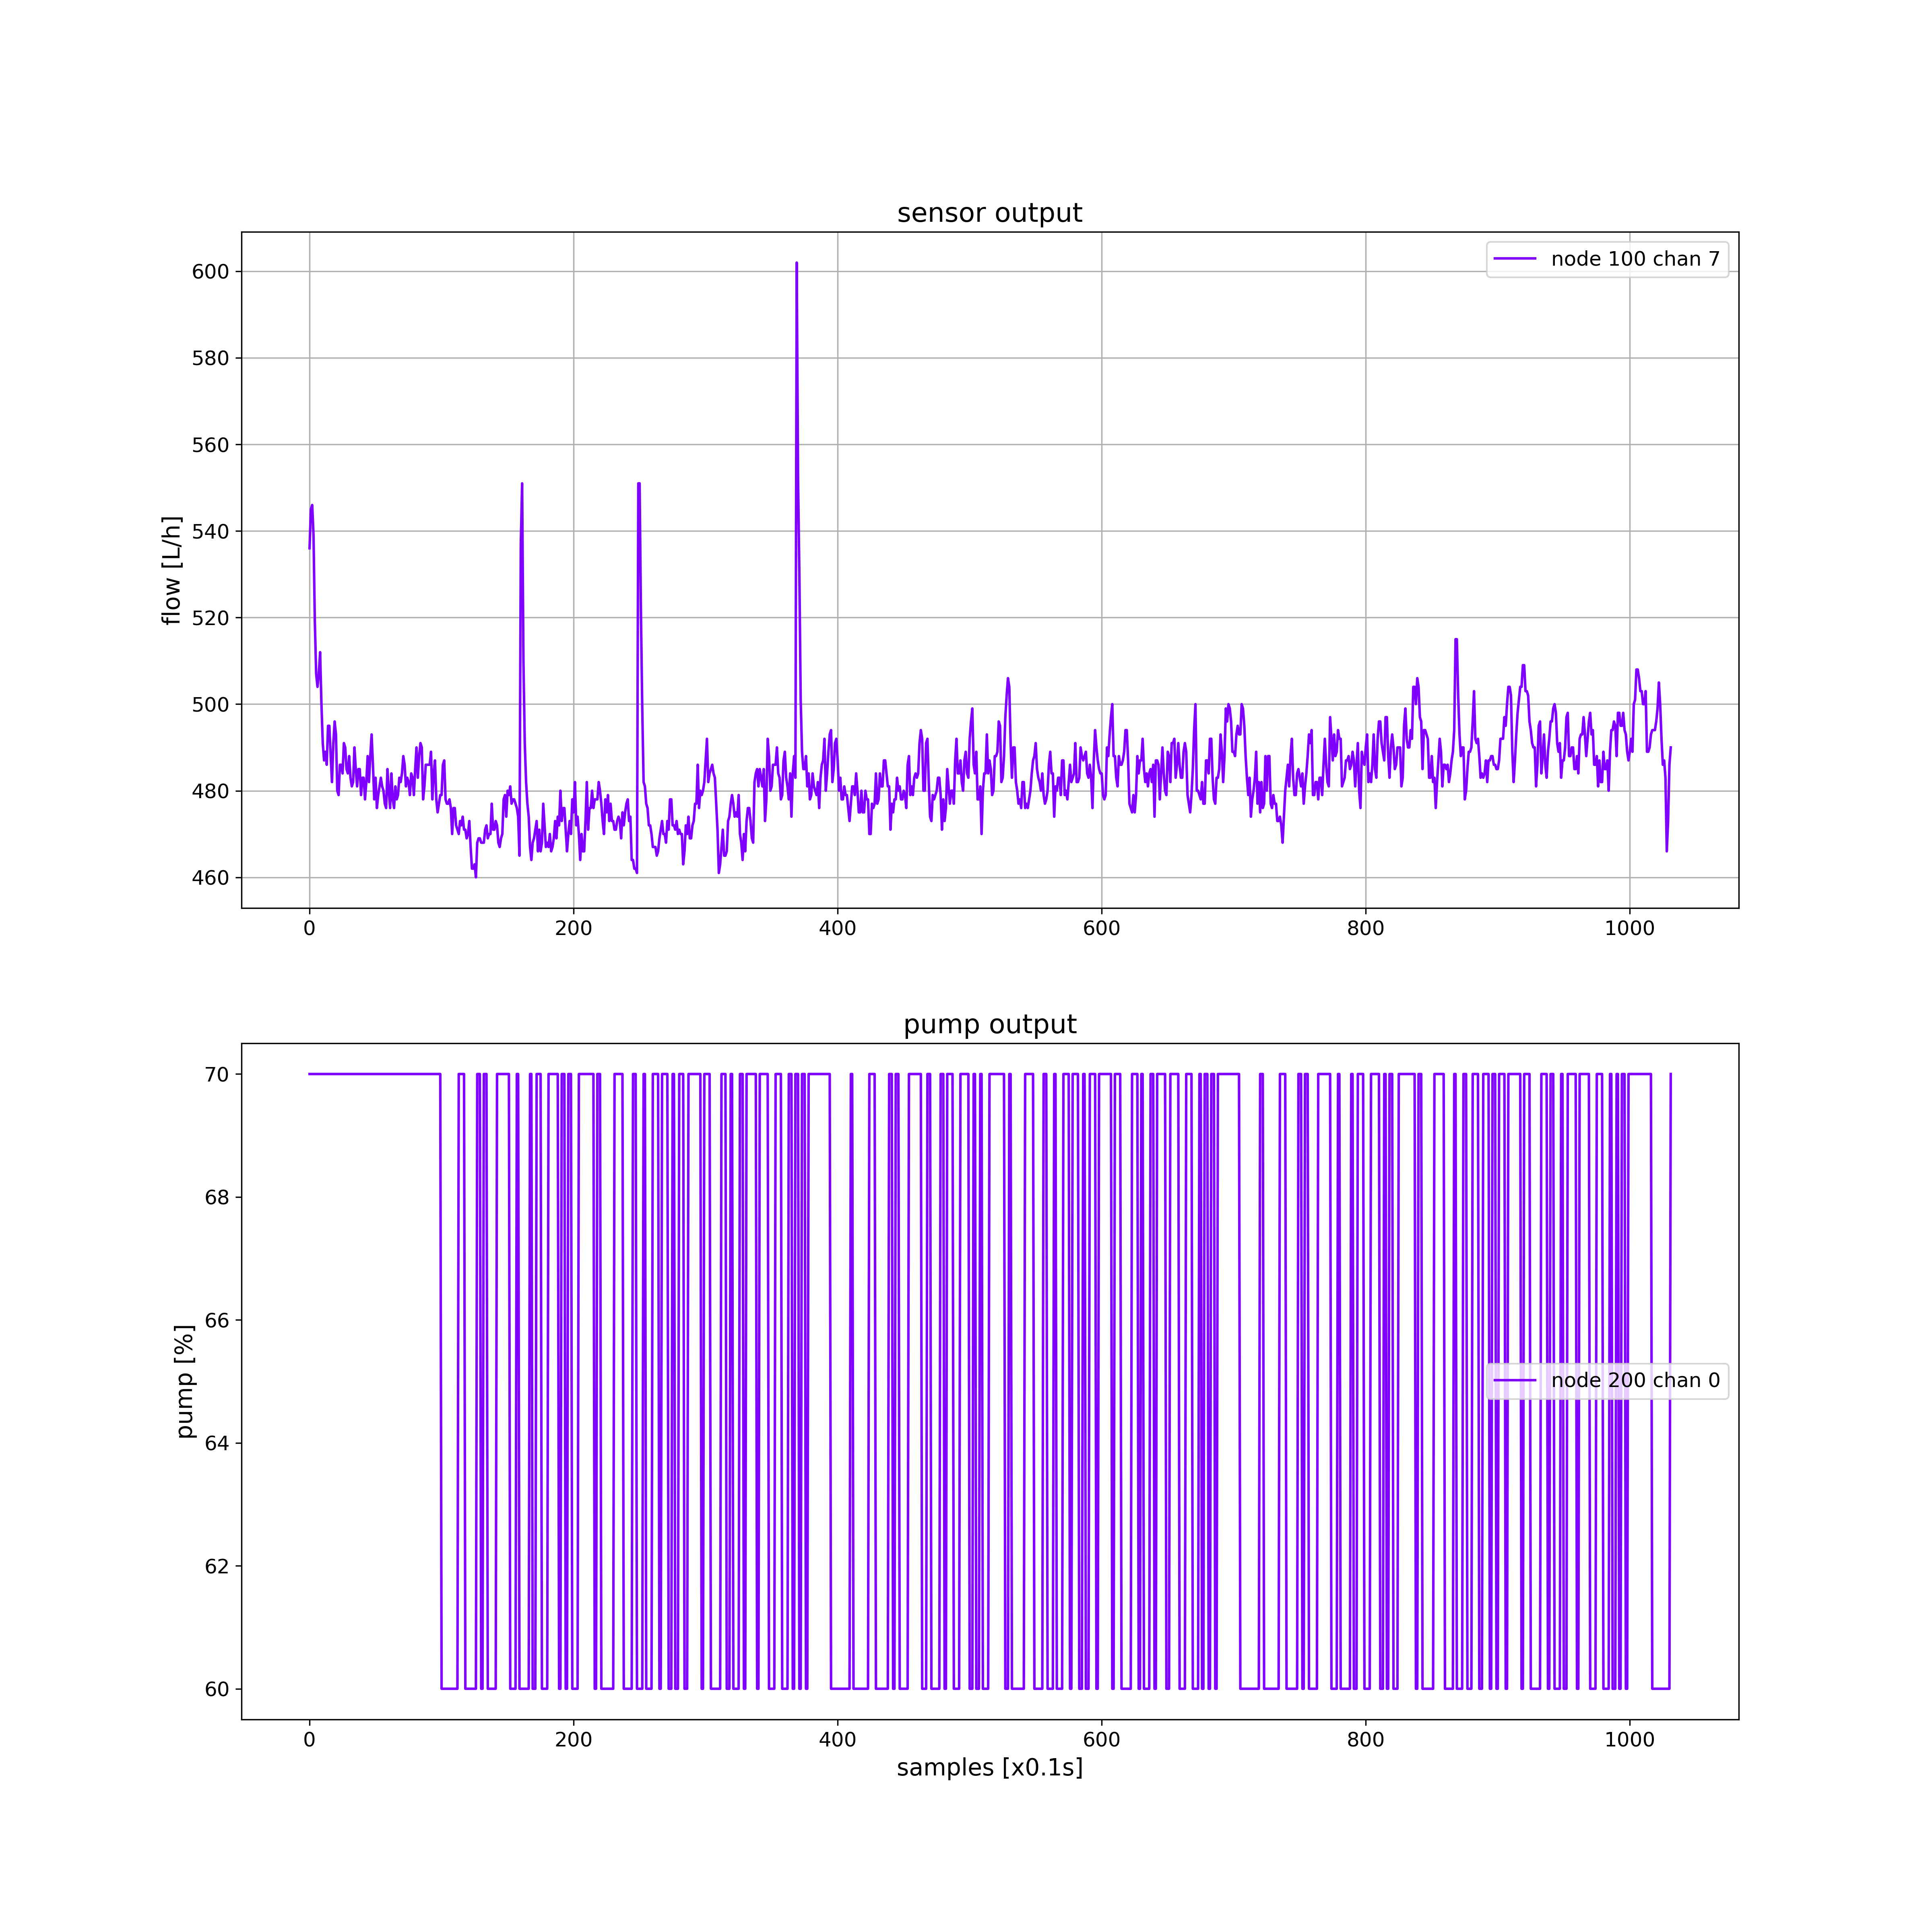 sensor output
node 100 chan 7
flow [L/h]
600
580
560
540
520
500
480
460
0 200 400 600 800 1000
pump output
node 200 chan 0
pump [%]
70
68
66
64
62
60
0 200 400 600 800 1000
samples [x0.1s]